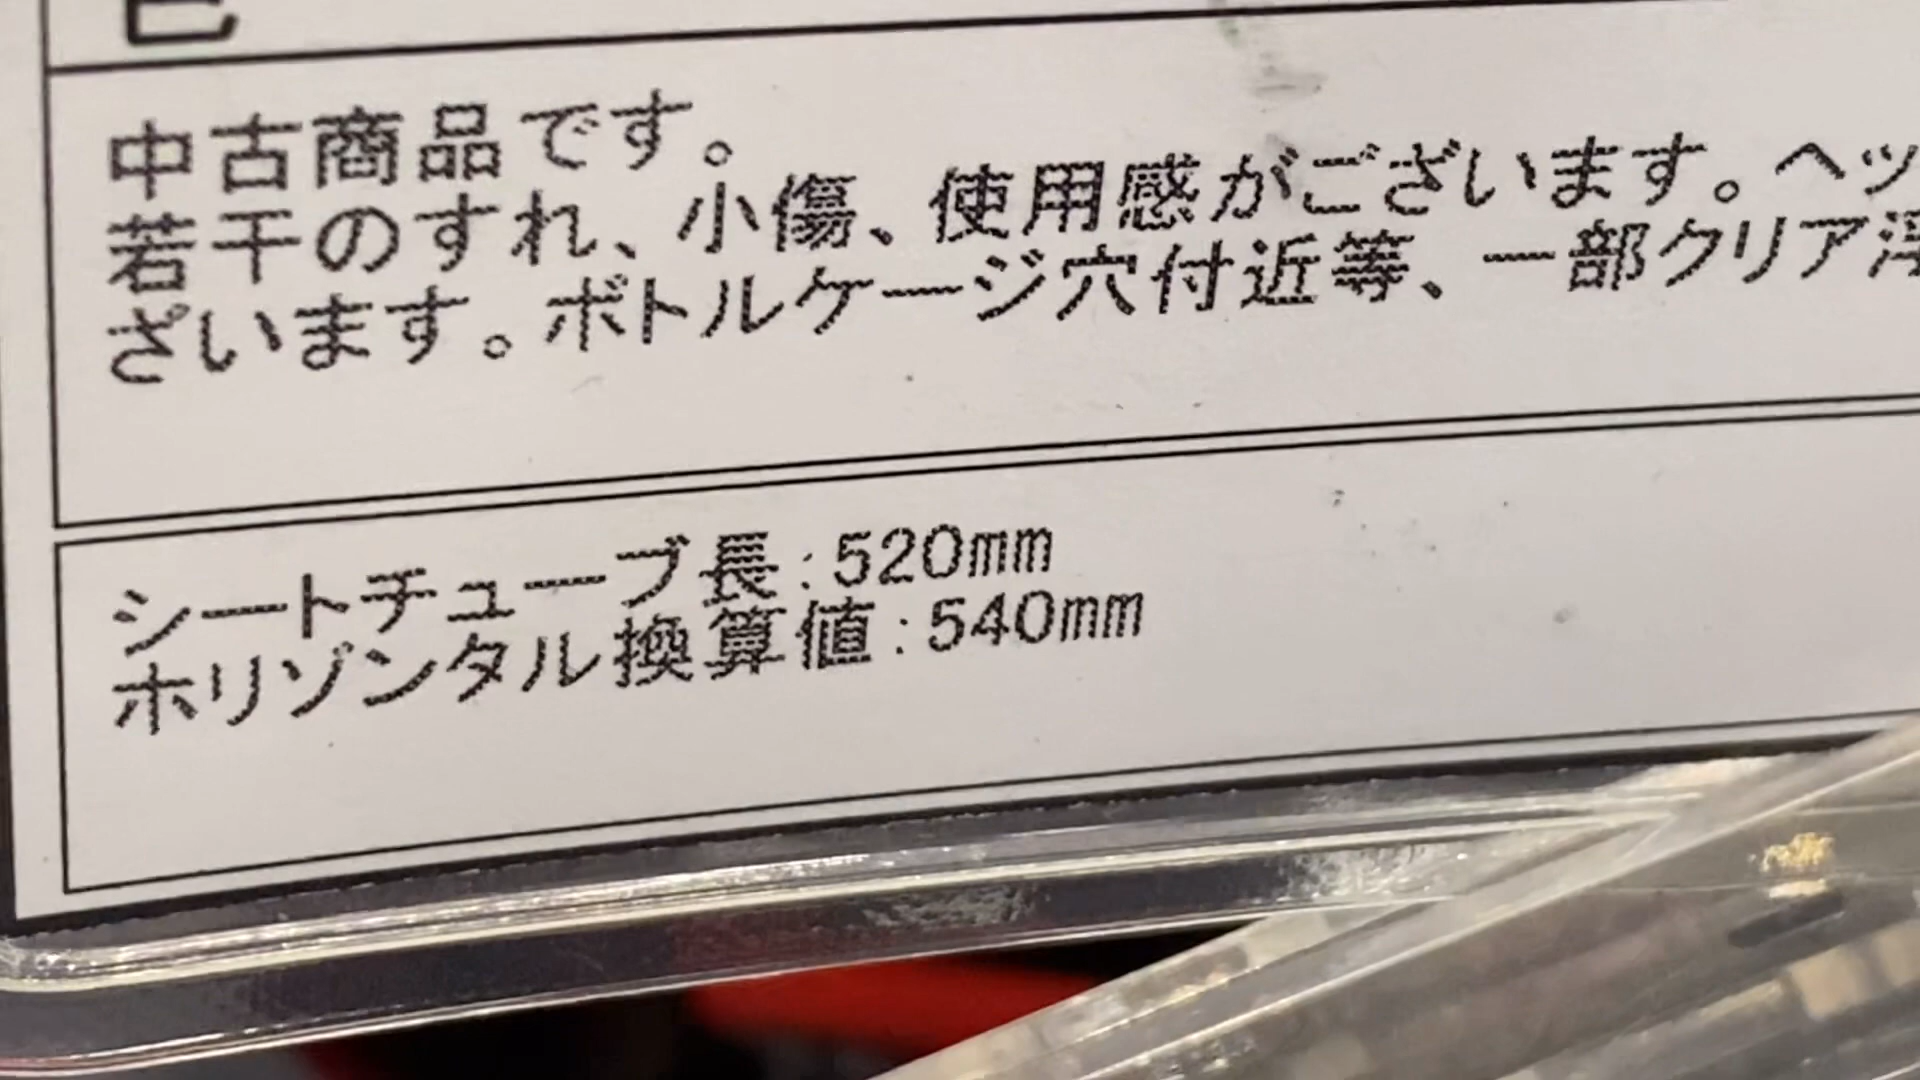 中古商品です。
若干のすれ、小傷、使用感がございます。ヘッ
ざいます。ボトルケージ穴付近等、一部クリア浮
シートチューブ長:520mm
ホリゾンタル換算値:540mm